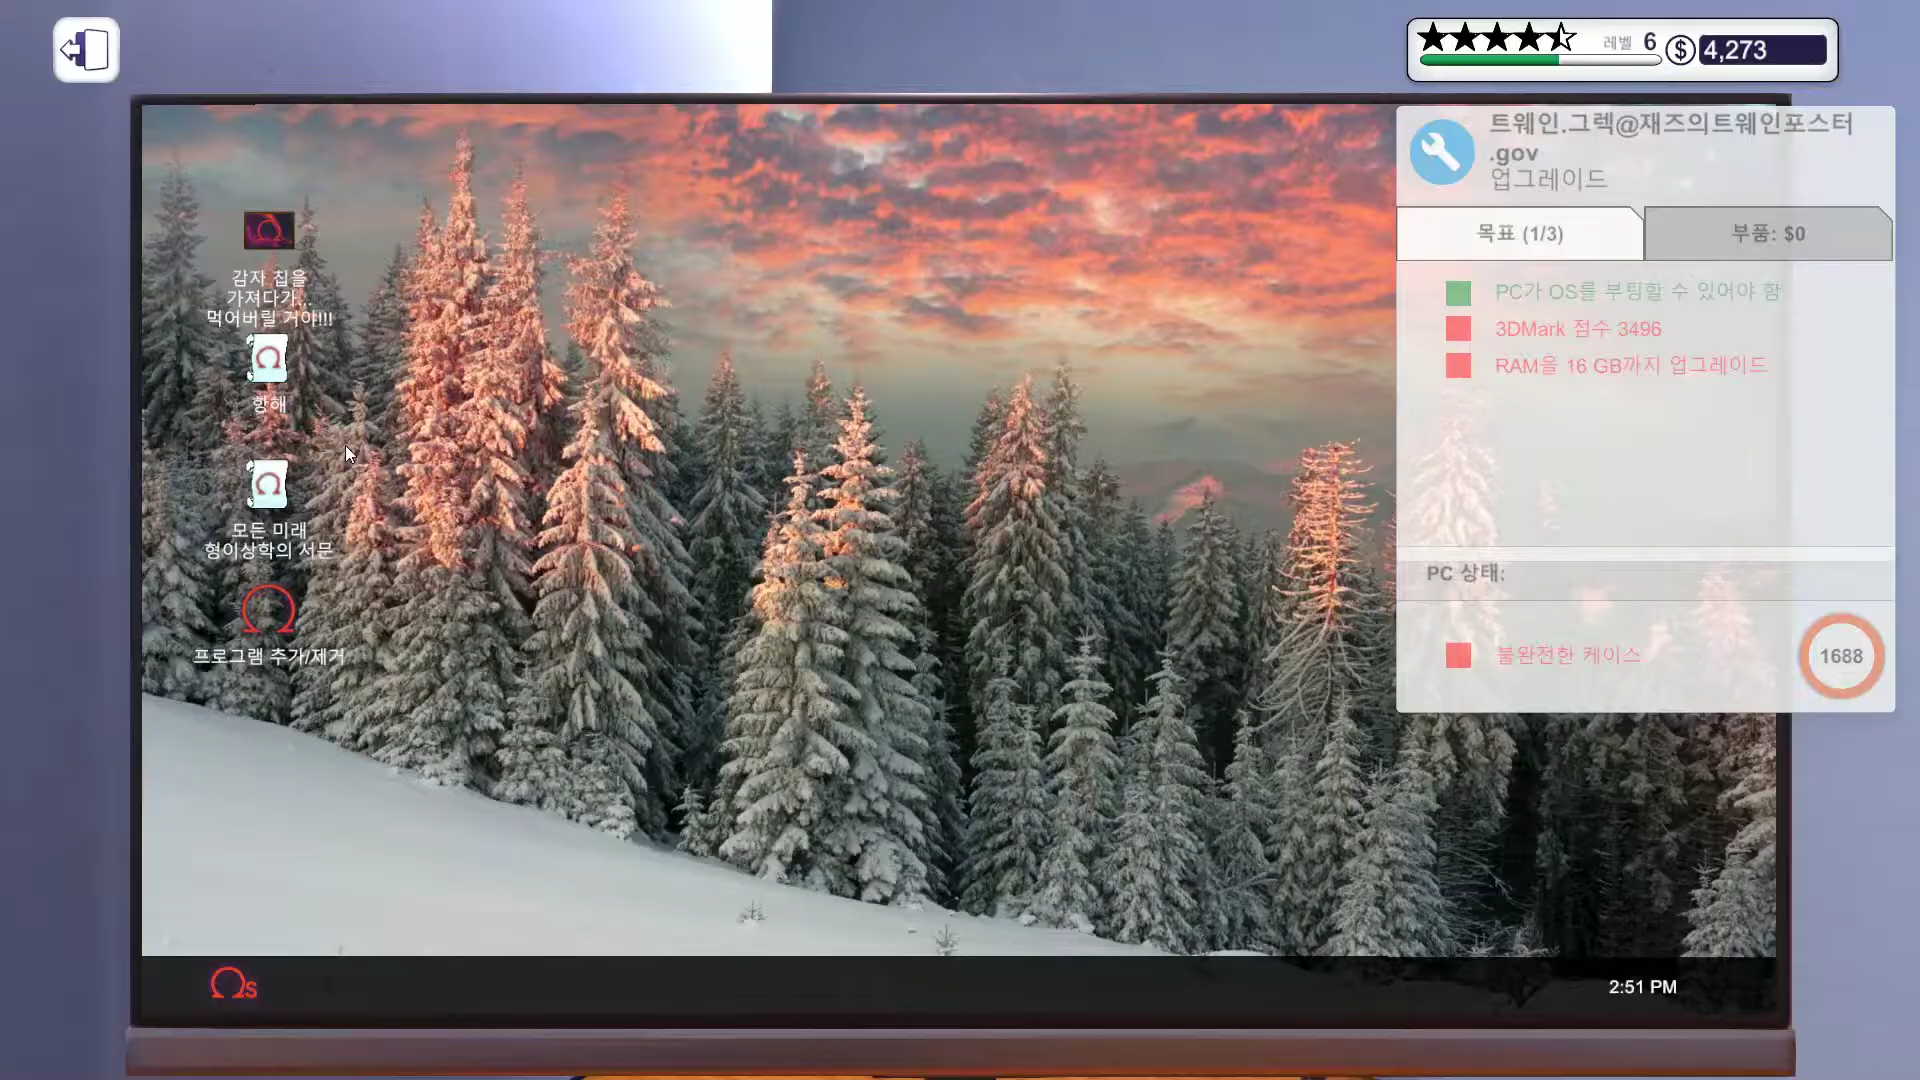 레벨 6
$ 4,273
트웨인.그렉@재즈의트웨인포스터
.gov
업그레이드
목표 (1/3)
부품: $0
PC가 OS를 부팅할 수 있어야 함
3DMark 점수 3496
RAM을 16 GB까지 업그레이드
PC 상태:
불완전한 케이스
1688
감자 칩을
가져다가...
먹어버릴 거야!!!
항해
모든 미래
형이상학의 서문
프로그램 추가/제거
Ωs
2:51 PM